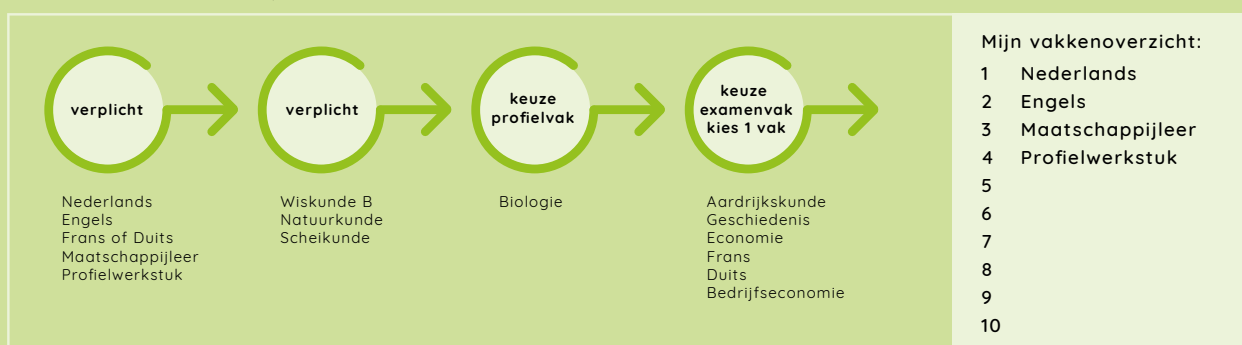 verplicht
Nederlands
Engels
Frans of Duits
Maatschappijleer
Profielwerkstuk
verplicht
Wiskunde B
Natuurkunde
Scheikunde
keuze
profielvak
Biologie
keuze
examenvak
kies 1 vak
Aardrijkskunde
Geschiedenis
Economie
Frans
Duits
Bedrijfseconomie
Mijn vakkenoverzicht:
1 Nederlands
2 Engels
3 Maatschappijleer
4 Profielwerkstuk
5
6
7
8
9
10